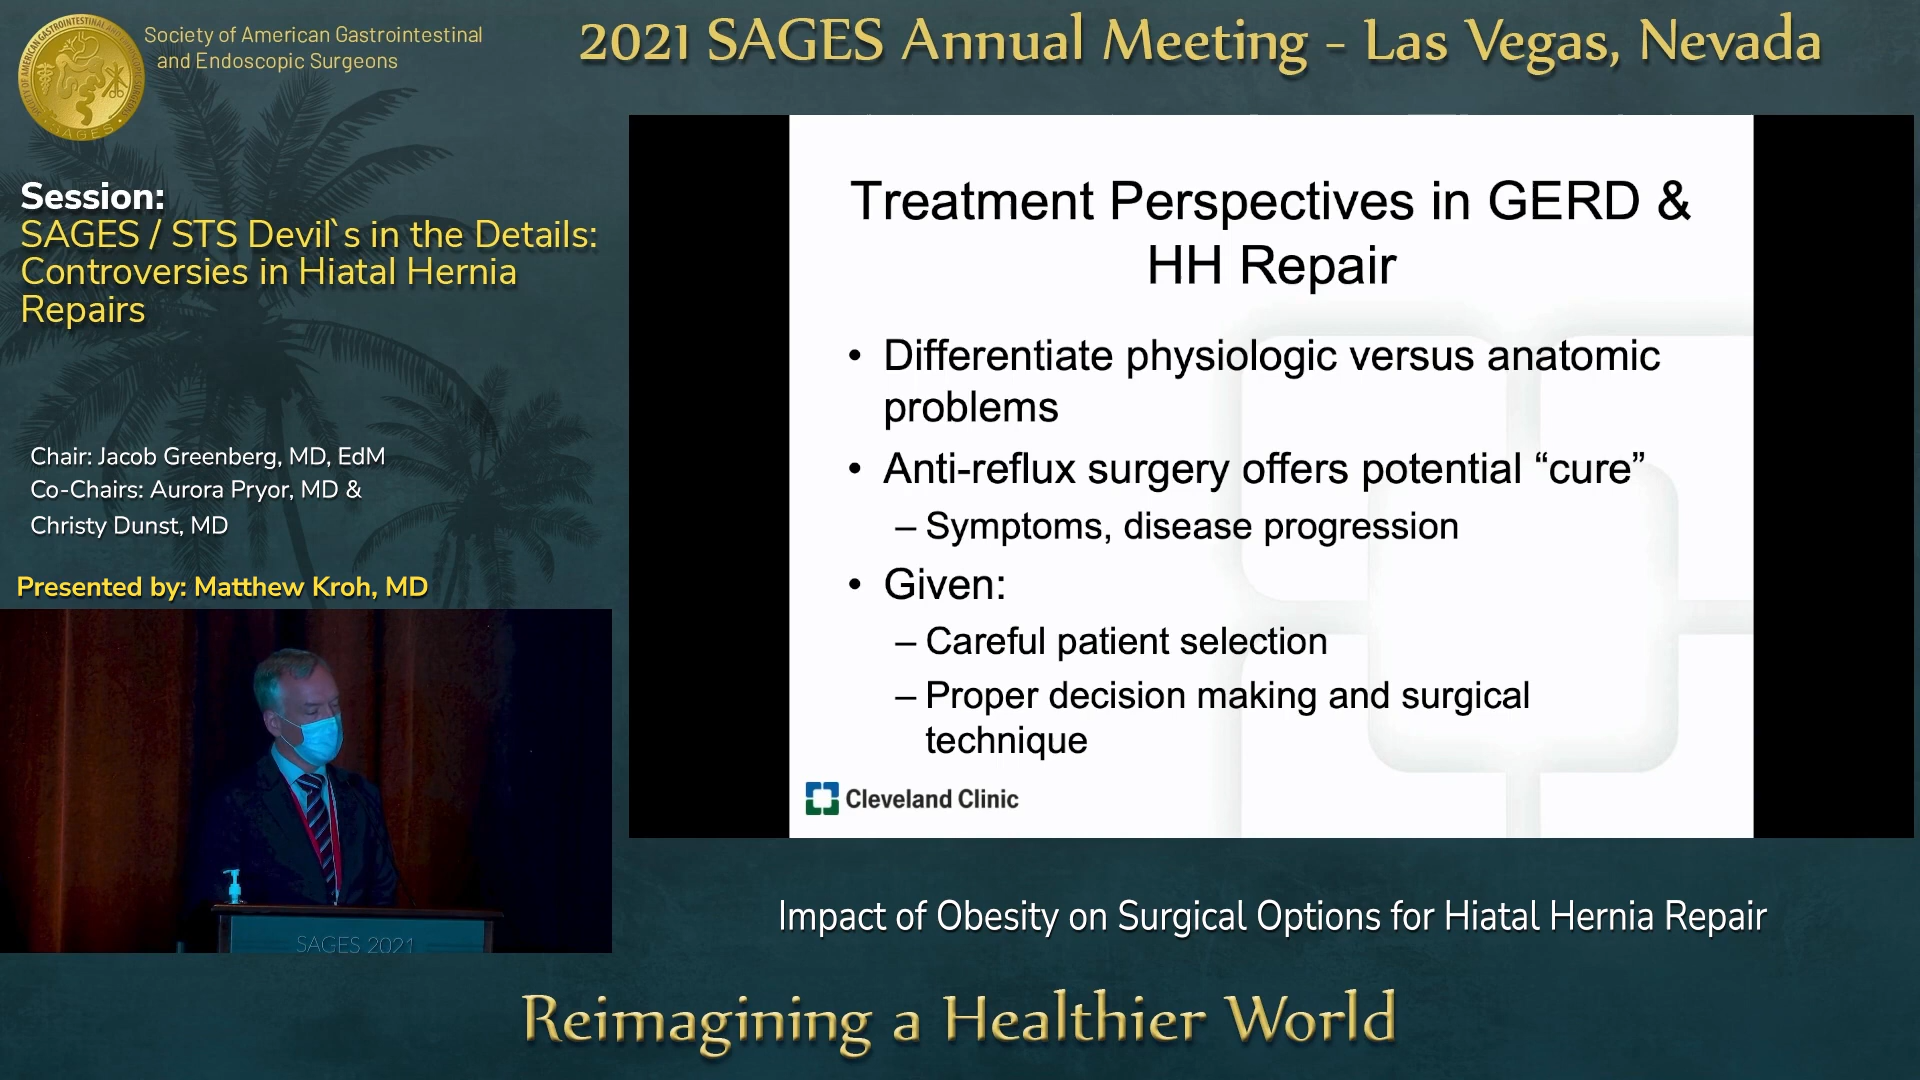 Society of American Gastrointestinal
and Endoscopic Surgeons
2021 SAGES Annual Meeting - Las Vegas, Nevada
SAGES
Session:
SAGES / STS Devil`s in the Details:
Controversies in Hiatal Hernia
Repairs
Chair: Jacob Greenberg, MD, EdM
Co-Chairs: Aurora Pryor, MD &
Christy Dunst, MD
Presented by: Matthew Kroh, MD
SAGES 2021
Treatment Perspectives in GERD &
HH Repair
• Differentiate physiologic versus anatomic
problems
• Anti-reflux surgery offers potential “cure”
– Symptoms, disease progression
• Given:
– Careful patient selection
– Proper decision making and surgical
technique
Cleveland Clinic
Impact of Obesity on Surgical Options for Hiatal Hernia Repair
Reimagining a Healthier World